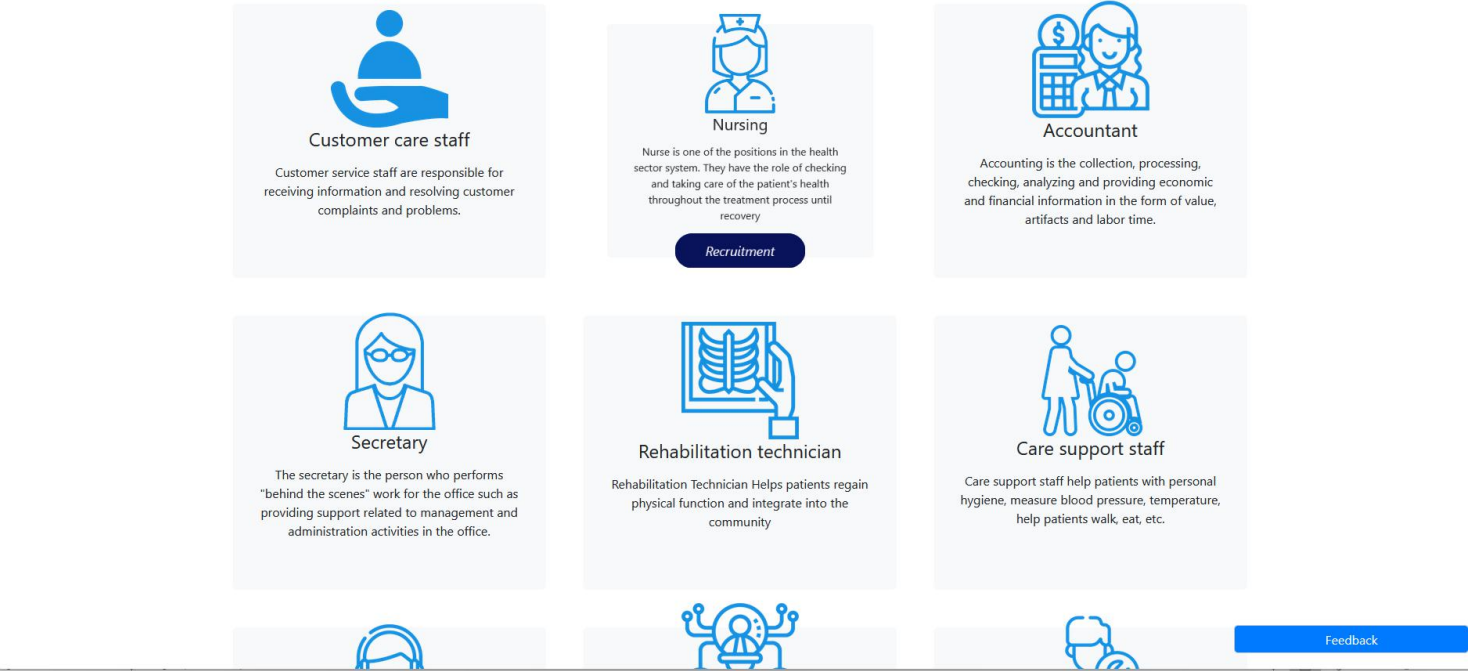 Customer care staff
Customer service staff are responsible for
receiving information and resolving customer
complaints and problems.
Nursing
Nurse is one of the positions in the health
sector system. They have the role of checking
and taking care of the patient's health
throughout the treatment process until
recovery
Recruitment
$
Accountant
Accounting is the collection, processing,
checking, analyzing and providing economic
and financial information in the form of value,
artifacts and labor time.
Secretary
The secretary is the person who performs
"behind the scenes" work for the office such as
providing support related to management and
administration activities in the office.
Rehabilitation technician
Rehabilitation Technician Helps patients regain
physical function and integrate into the
community
Care support staff
Care support staff help patients with personal
hygiene, measure blood pressure, temperature,
help patients walk, eat, etc.
Feedback